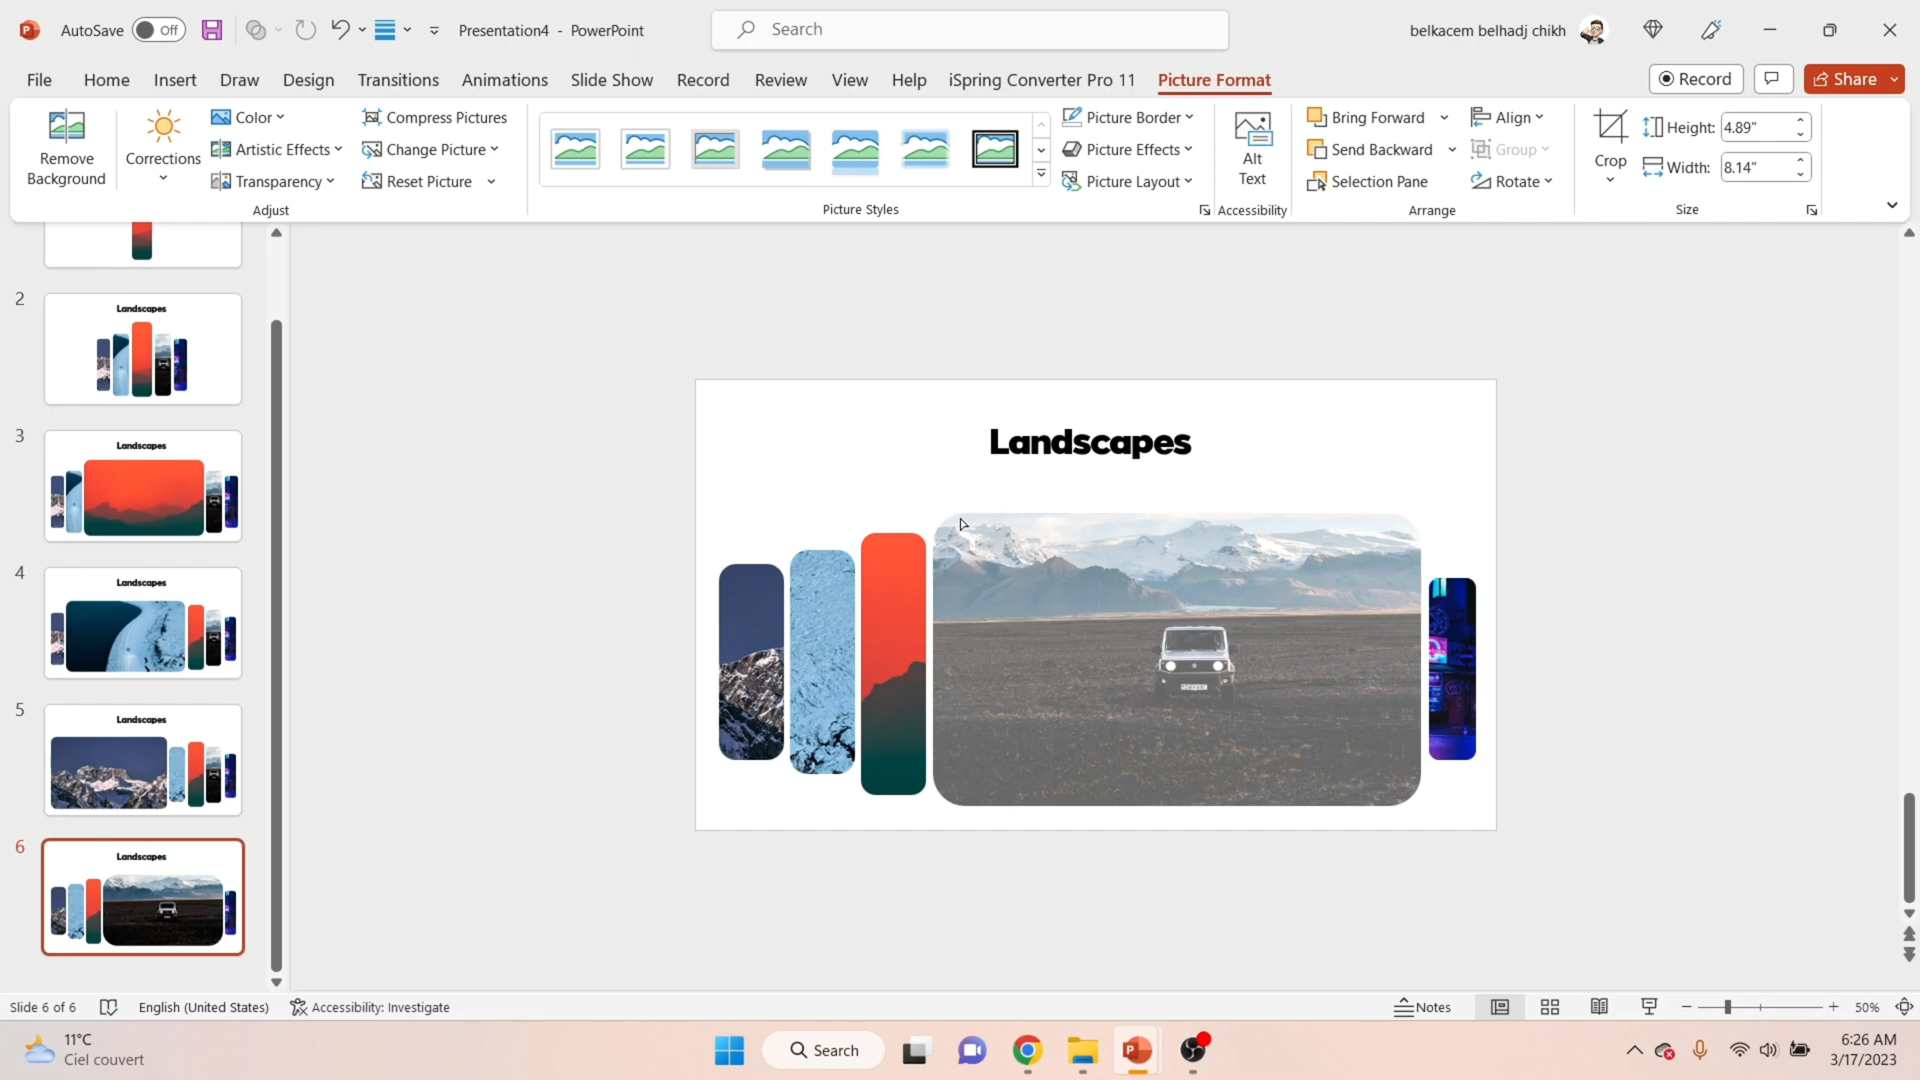 AutoSave Off Presentation4 - PowerPoint Search belkacem belhadj chikh
File Home Insert Draw Design Transitions Animations Slide Show Record Review View Help iSpring Converter Pro 11 Picture Format Record Share
Remove Background
Corrections
Color
Artistic Effects
Transparency
Compress Pictures
Change Picture
Reset Picture
Adjust
Picture Styles
Picture Border
Picture Effects
Picture Layout
Alt Text
Accessibility
Bring Forward
Send Backward
Selection Pane
Align
Group
Rotate
Arrange
Crop
Height: 4.89"
Width: 8.14"
Size
2
Landscapes
3
Landscapes
4
Landscapes
5
Landscapes
6
Landscapes
Landscapes
Slide 6 of 6 English (United States) Accessibility: Investigate Notes 50%
11°C
Ciel couvert
Search
6:26 AM
3/17/2023